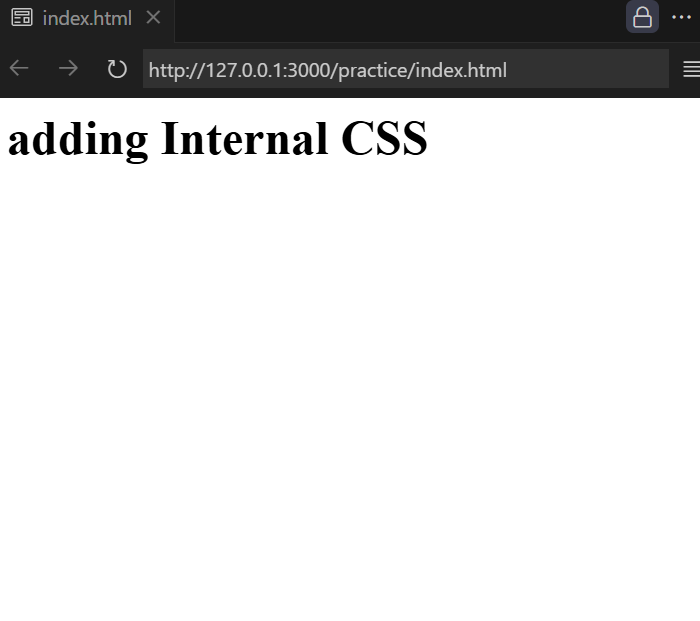 index.html
http://127.0.0.1:3000/practice/index.html
adding Internal CSS